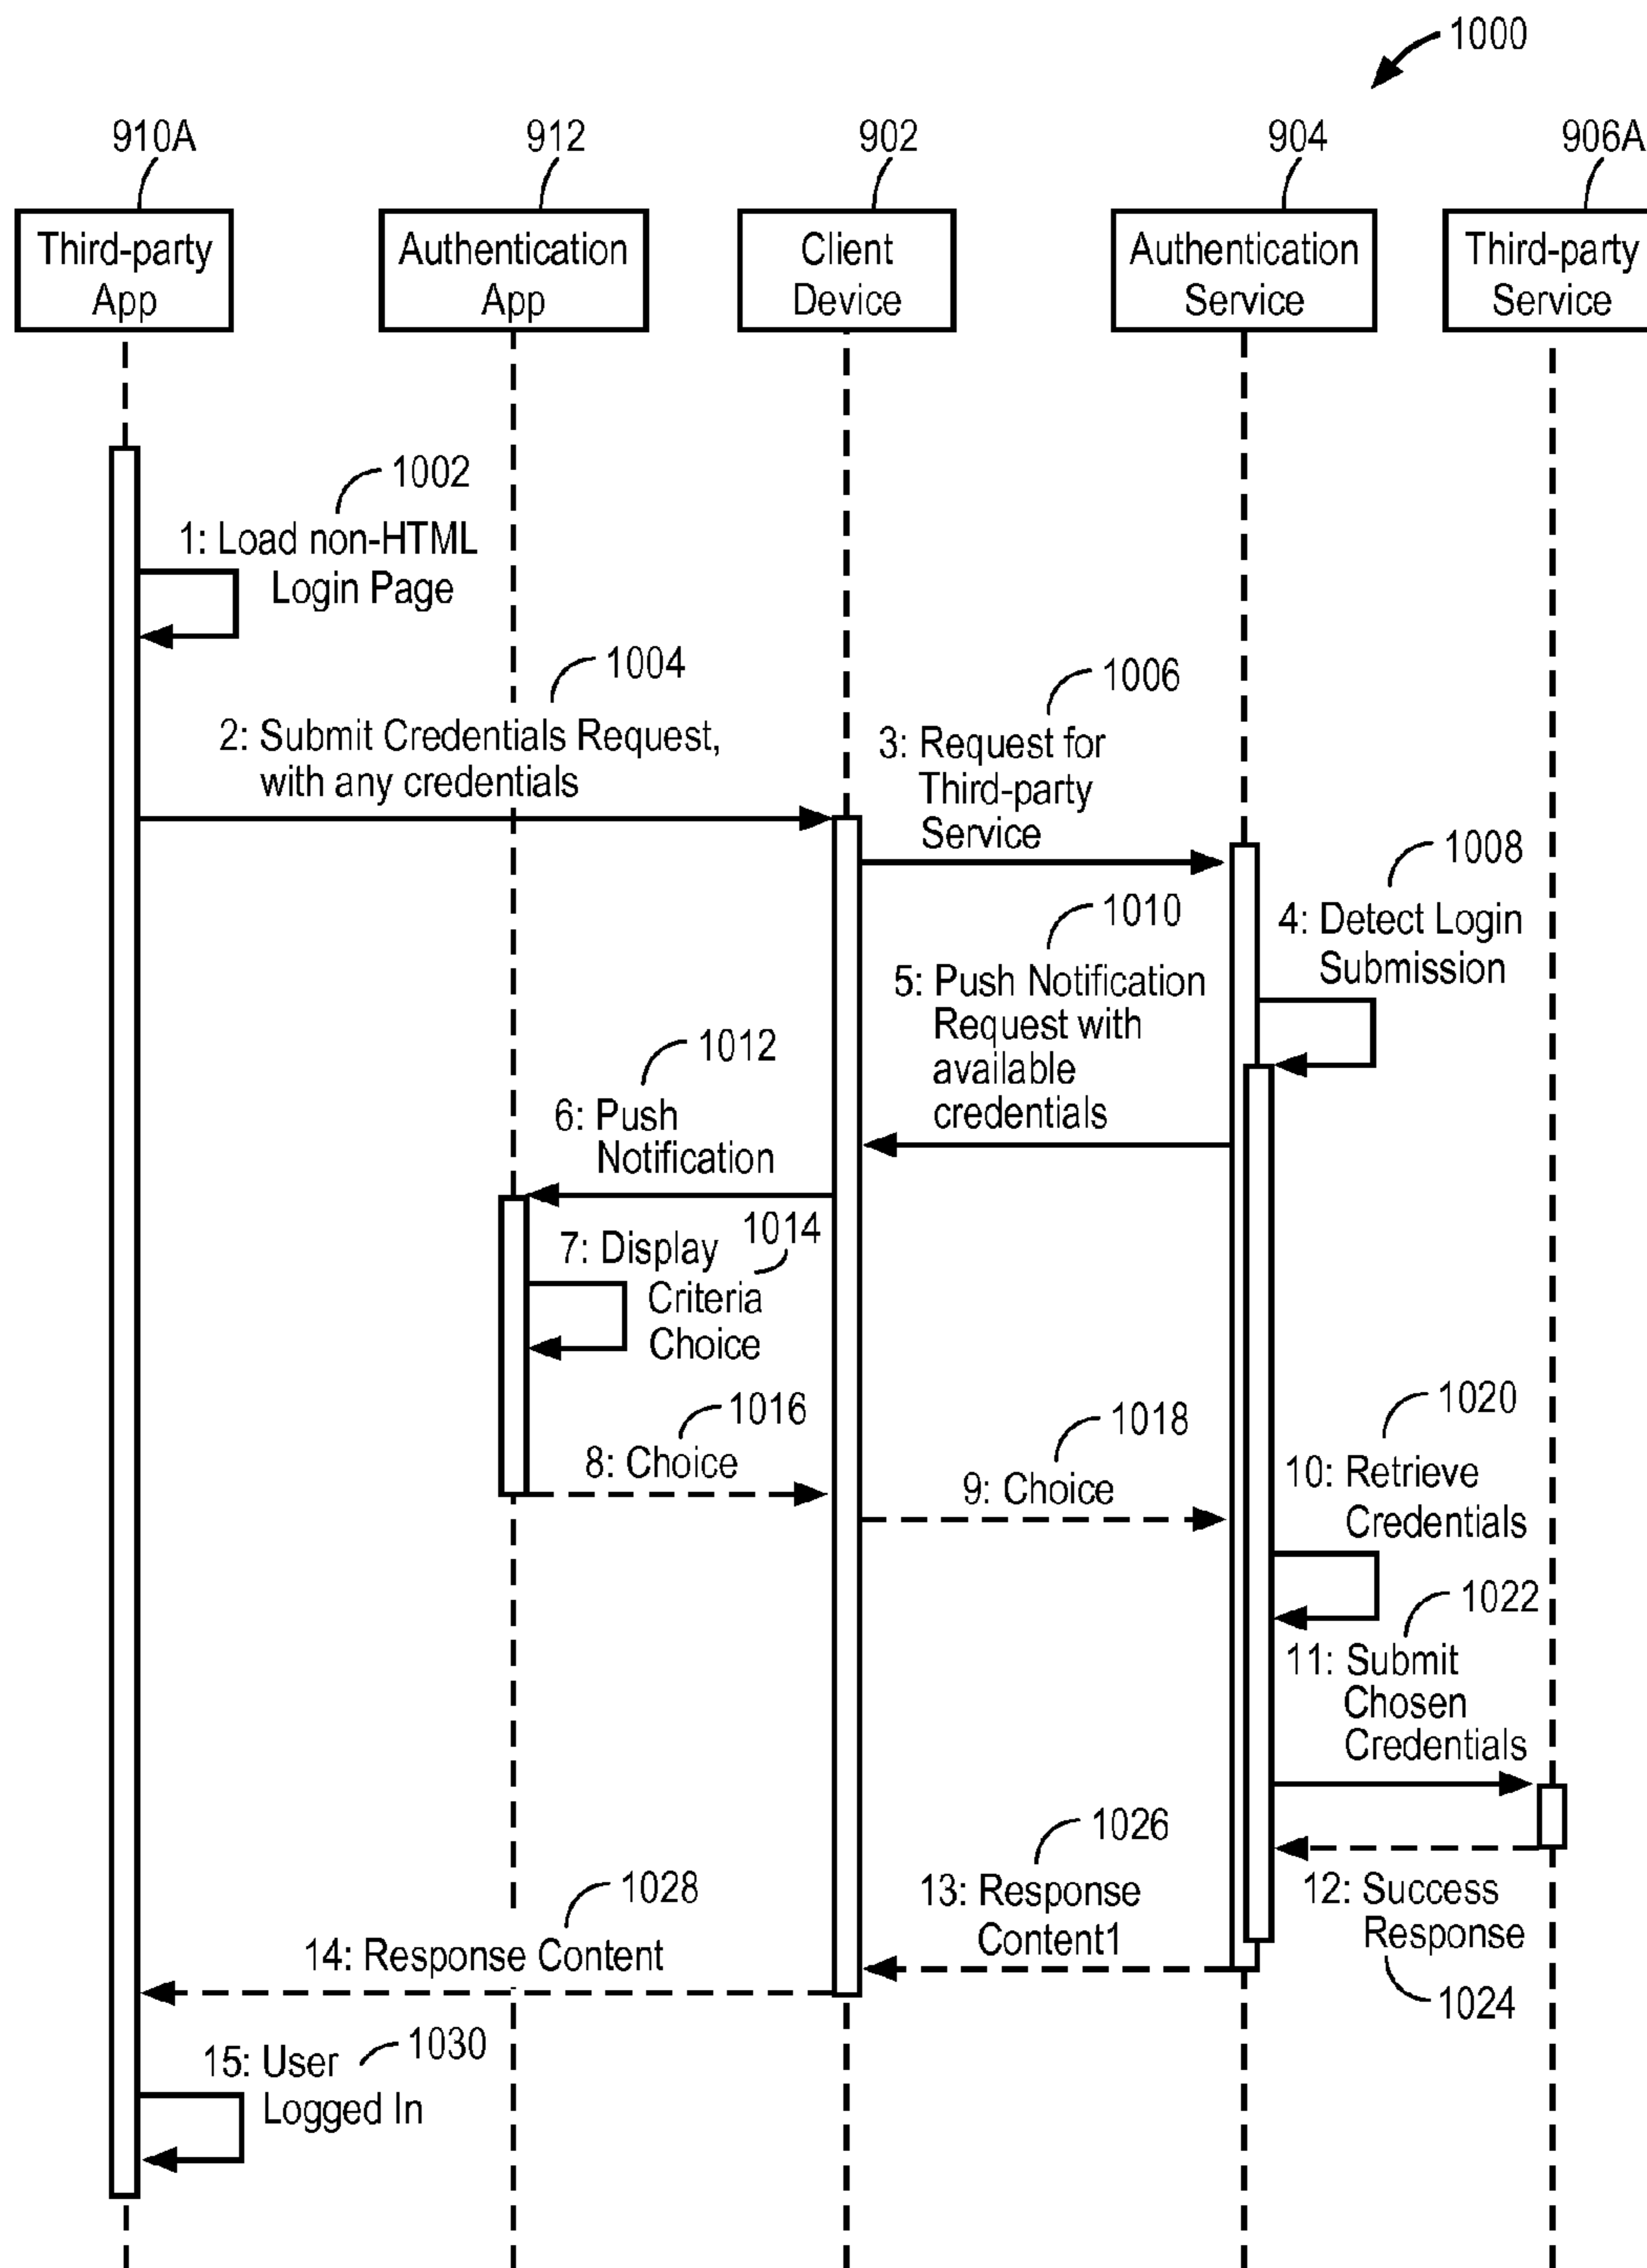 1000
910A
912
902
904
906A
Third-party
App
Authentication
App
Client
Device
Authentication
Service
Third-party
Service
1002
1: Load non-HTML
Login Page
1004
2: Submit Credentials Request,
with any credentials
1006
3: Request for
Third-party
Service
1008
4: Detect Login
Submission
1010
5: Push Notification
Request with
available
credentials
1012
6: Push
Notification
1014
7: Display
Criteria
Choice
1016
8: Choice
1018
9: Choice
1020
10: Retrieve
Credentials
1022
11: Submit
Chosen
Credentials
12: Success
Response
1024
1026
13: Response
Content1
1028
14: Response Content
1030
15: User
Logged In